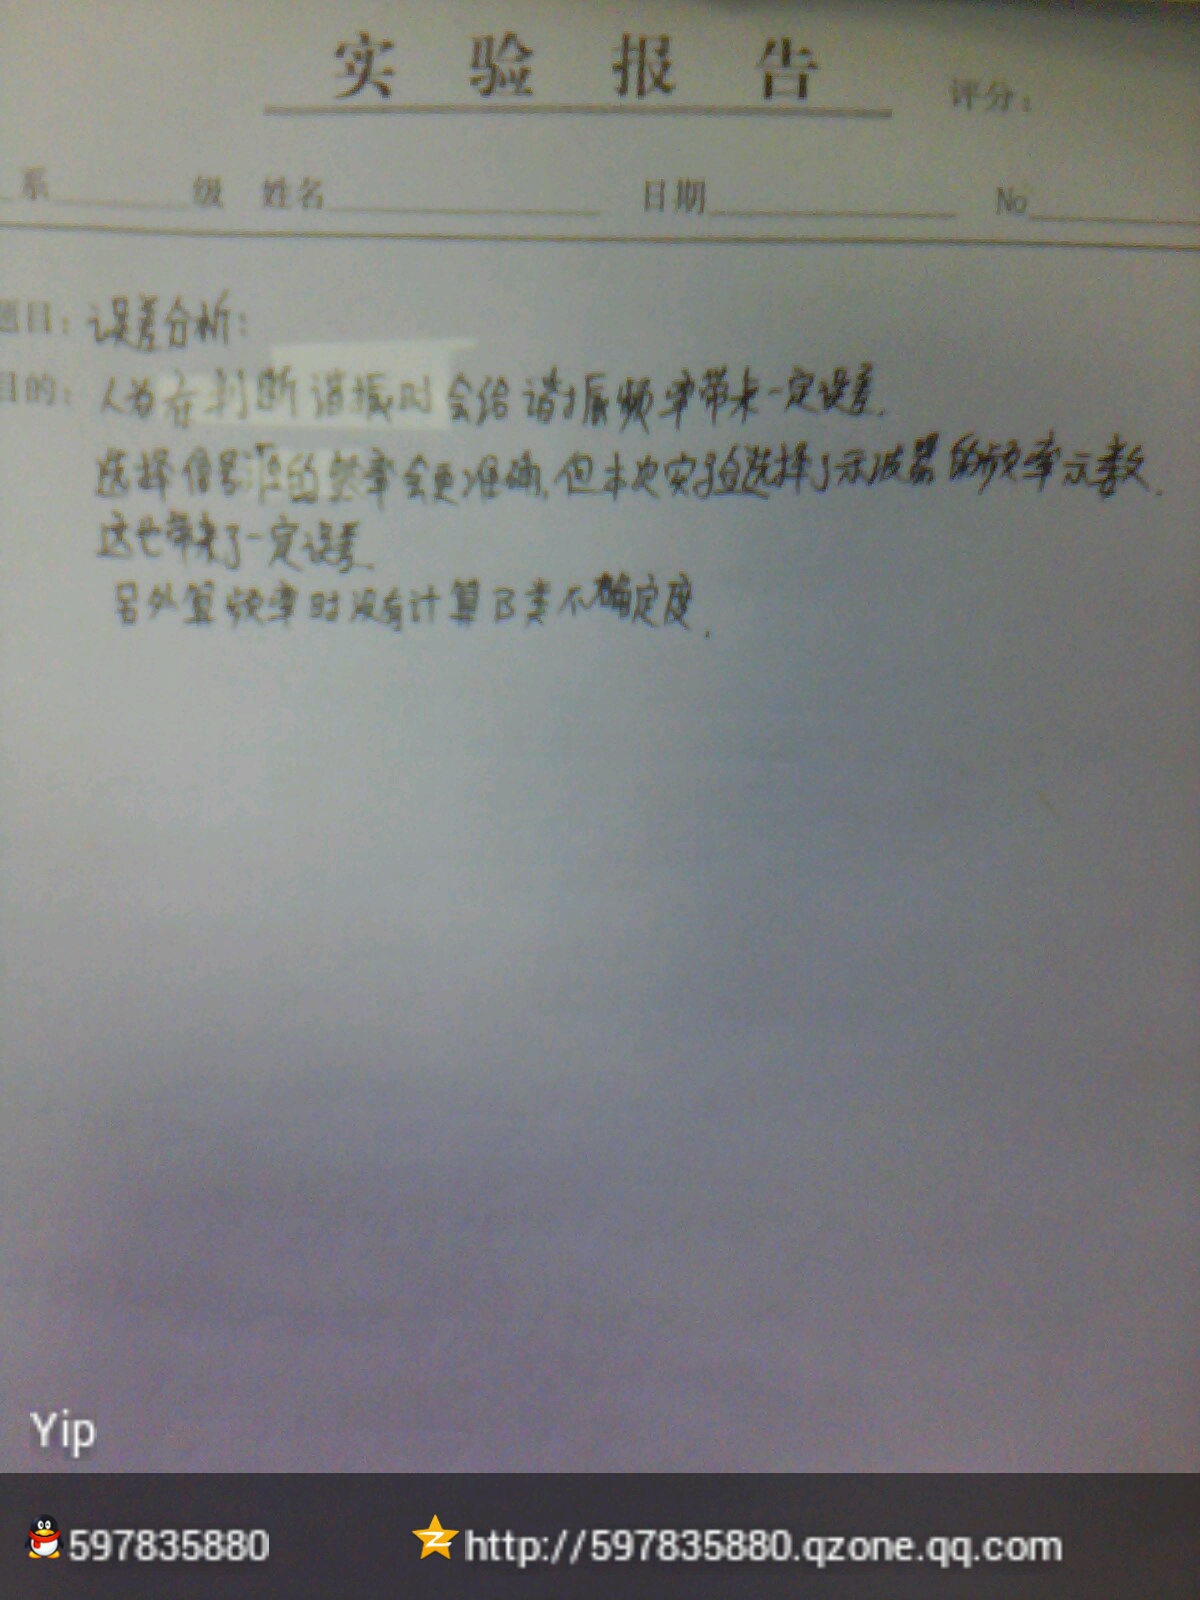 实验报告
评分：
系 级 姓名 日期 No
题目：误差分析：
目的：人为在判断谐振时会给谐振频率带来一定误差.
选择信号源的频率会更准确,但本次实验选择了示波器的频率示数.
这也带来了一定误差.
另外算频率时没有计算B类不确定度.
Yip
597835880
http://597835880.qzone.qq.com